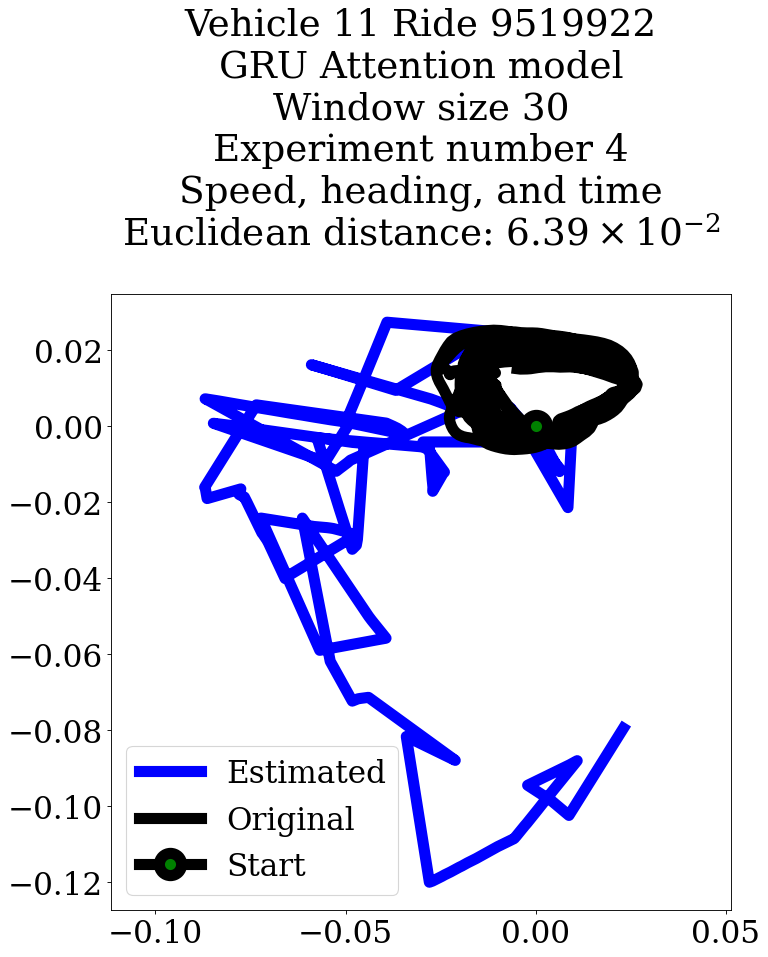 Vehicle 11 Ride 9519922
GRU Attention model
Window size 30
Experiment number 4
Speed, heading, and time
Euclidean distance: 6.39 × 10⁻²
0.02
0.00
−0.02
−0.04
−0.06
−0.08
−0.10
−0.12
Estimated
Original
Start
−0.10 −0.05 0.00 0.05